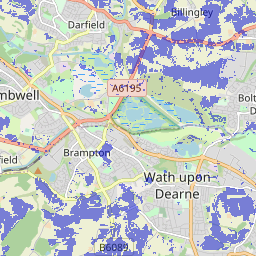 Billingley
Darfield
A6195
mbwell
Bolt
D
Brampton
field
Wath upon
Dearne
B6089